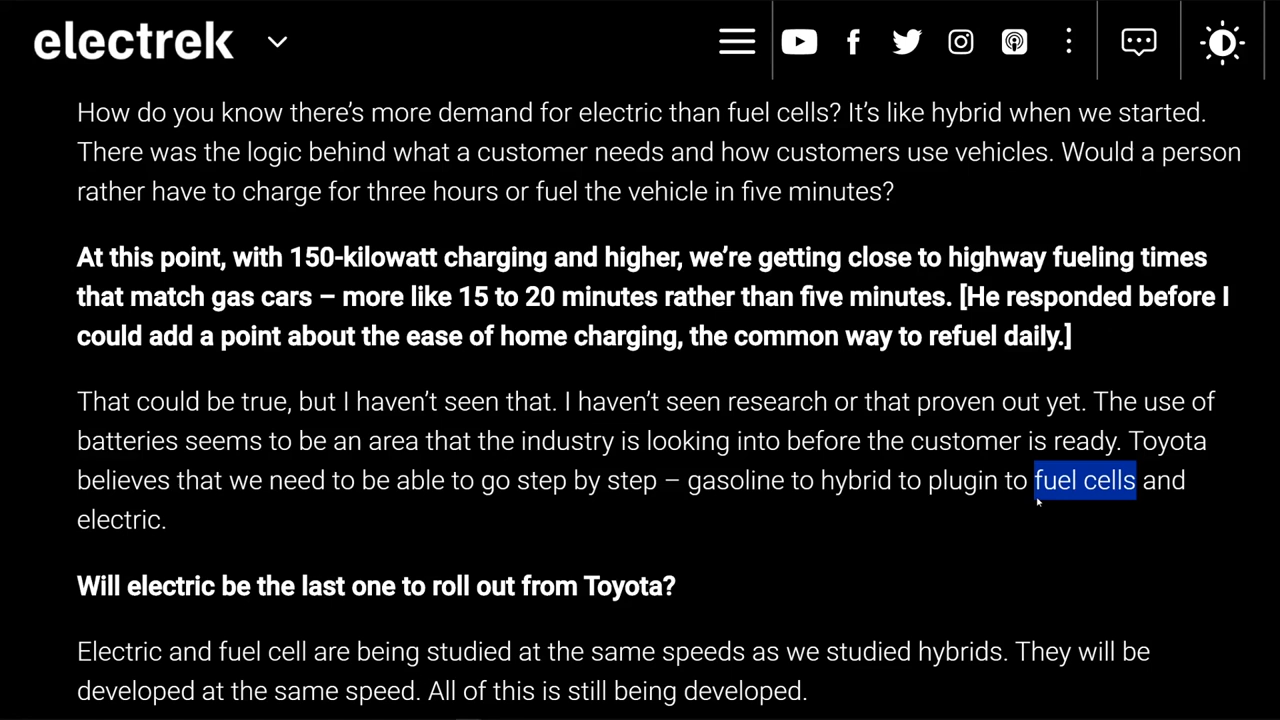 electrek
How do you know there’s more demand for electric than fuel cells? It’s like hybrid when we started.
There was the logic behind what a customer needs and how customers use vehicles. Would a person
rather have to charge for three hours or fuel the vehicle in five minutes?
At this point, with 150-kilowatt charging and higher, we’re getting close to highway fueling times
that match gas cars – more like 15 to 20 minutes rather than five minutes. [He responded before I
could add a point about the ease of home charging, the common way to refuel daily.]
That could be true, but I haven’t seen that. I haven’t seen research or that proven out yet. The use of
batteries seems to be an area that the industry is looking into before the customer is ready. Toyota
believes that we need to be able to go step by step – gasoline to hybrid to plugin to fuel cells and
electric.
Will electric be the last one to roll out from Toyota?
Electric and fuel cell are being studied at the same speeds as we studied hybrids. They will be
developed at the same speed. All of this is still being developed.